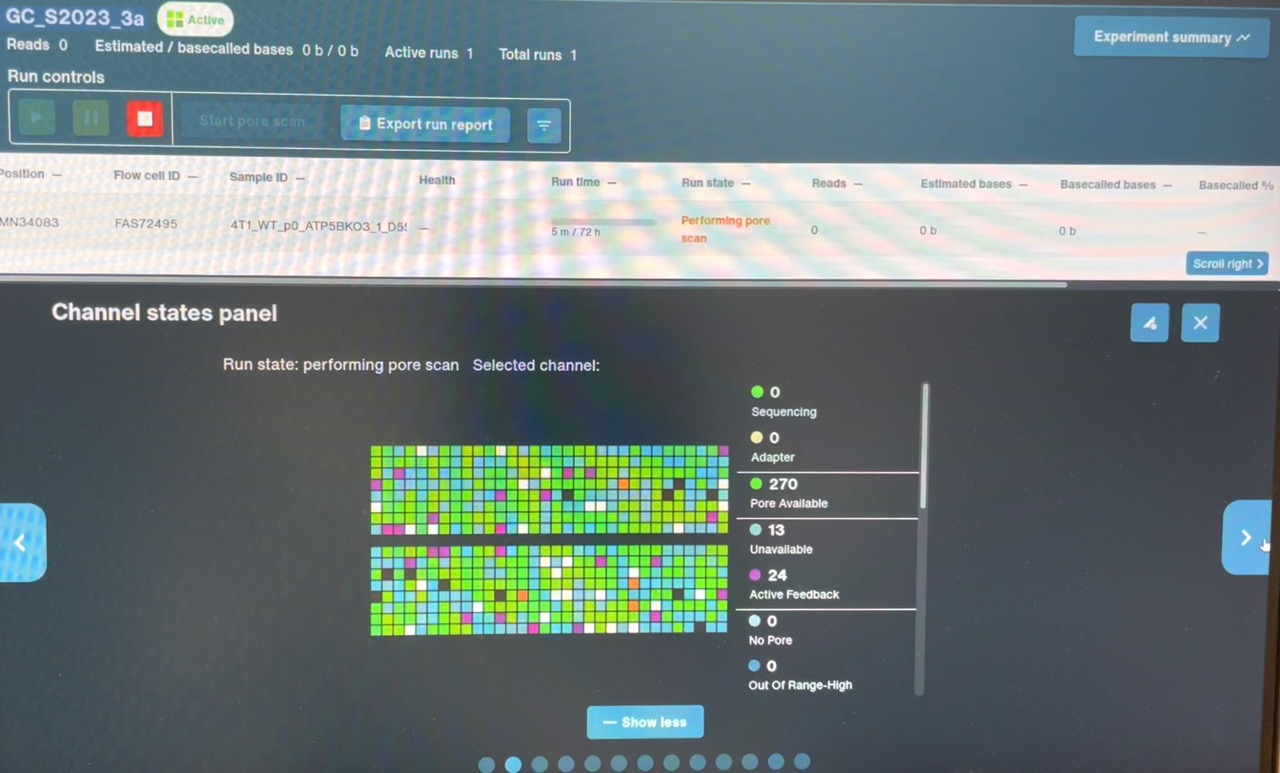 GC_S2023_3a Active
Reads 0 Estimated / basecalled bases 0 b / 0 b Active runs 1 Total runs 1
Experiment summary
Run controls
Start pore scan Export run report
Position Flow cell ID Sample ID Health Run time Run state Reads Estimated bases Basecalled bases Basecalled %
MN34083 FAS72495 4T1_WT_p0_ATP5BKO3_1_D5 — 5 m / 72 h Performing pore scan 0 0 b 0 b —
Scroll right
Channel states panel
Run state: performing pore scan Selected channel:
0
Sequencing
0
Adapter
270
Pore Available
13
Unavailable
24
Active Feedback
0
No Pore
0
Out Of Range-High
— Show less